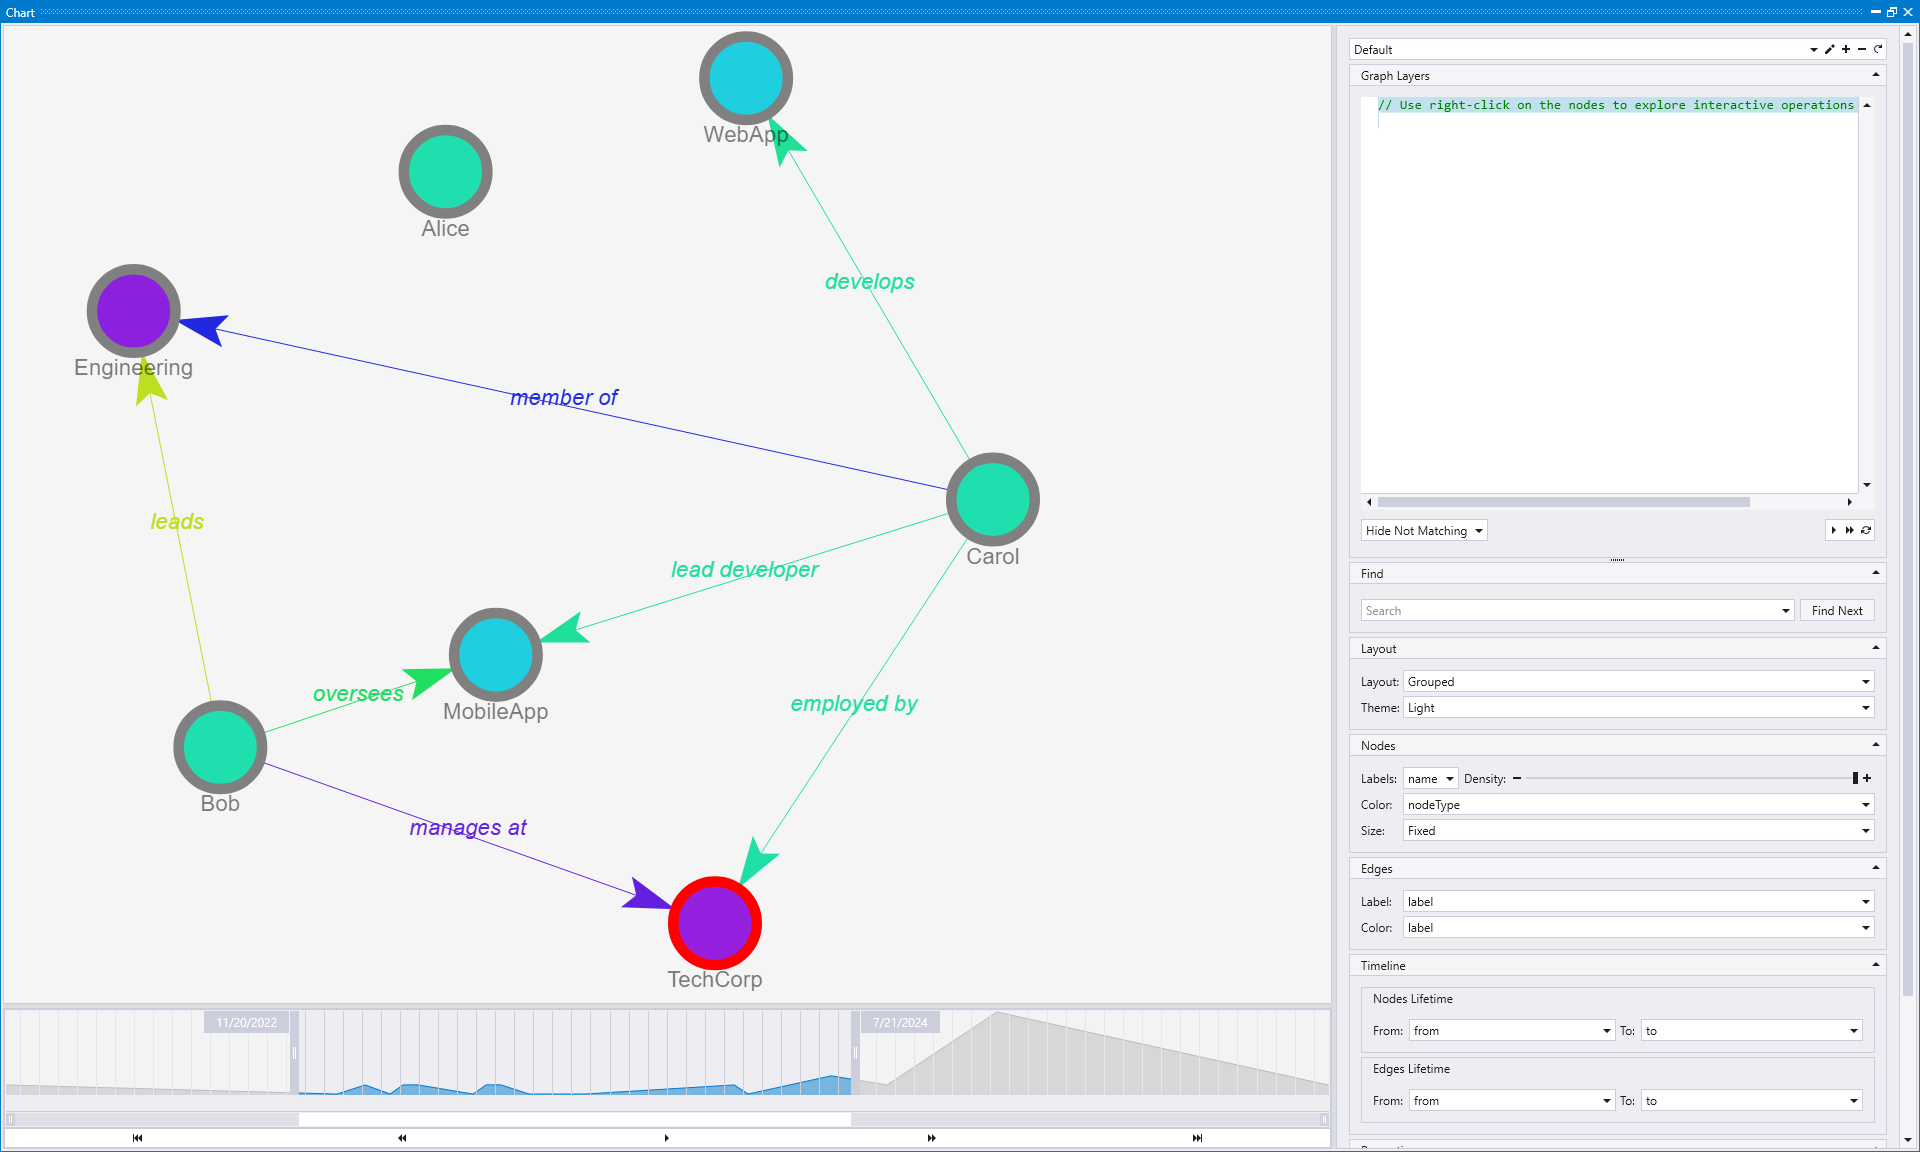 Chart
WebApp
Alice
Engineering
develops
member of
leads
Carol
lead developer
oversees
MobileApp
employed by
Bob
manages at
TechCorp
11/20/2022
7/21/2024
Default
Graph Layers
// Use right-click on the nodes to explore interactive operations
Hide Not Matching
Find
Search
Find Next
Layout
Layout: Grouped
Theme: Light
Nodes
Labels: name Density:
Color: nodeType
Size: Fixed
Edges
Label: label
Color: label
Timeline
Nodes Lifetime
From: from To: to
Edges Lifetime
From: from To: to